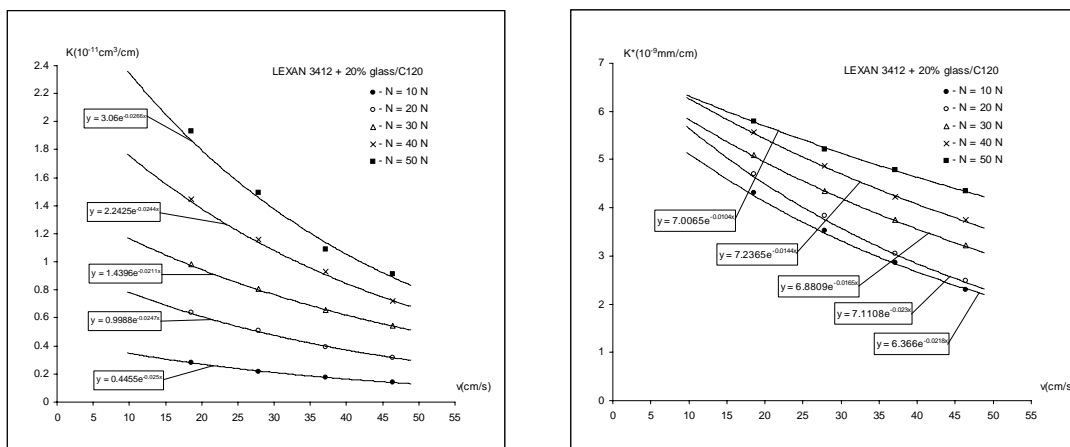 K(10⁻¹¹cm³/cm)
2.4
2.2
2
1.8
1.6
1.4
1.2
1
0.8
0.6
0.4
0.2
0
0 5 10 15 20 25 30 35 40 45 50 55
v(cm/s)
LEXAN 3412 + 20% glass/C120
- N = 10 N
- N = 20 N
- N = 30 N
- N = 40 N
- N = 50 N
y = 3.06e⁻⁰·⁰²⁶⁶ˣ
y = 2.2425e⁻⁰·⁰²⁴⁴ˣ
y = 1.4396e⁻⁰·⁰²¹¹ˣ
y = 0.9988e⁻⁰·⁰²⁴⁷ˣ
y = 0.4455e⁻⁰·⁰²⁵ˣ
K*(10⁻⁹mm/cm)
7
6
5
4
3
2
1
0
0 5 10 15 20 25 30 35 40 45 50 55
v(cm/s)
LEXAN 3412 + 20% glass/C120
- N = 10 N
- N = 20 N
- N = 30 N
- N = 40 N
- N = 50 N
y = 7.0065e⁻⁰·⁰¹⁰⁴ˣ
y = 7.2365e⁻⁰·⁰¹⁴⁴ˣ
y = 6.8809e⁻⁰·⁰¹⁶⁵ˣ
y = 7.1108e⁻⁰·⁰²³ˣ
y = 6.366e⁻⁰·⁰²¹⁸ˣ